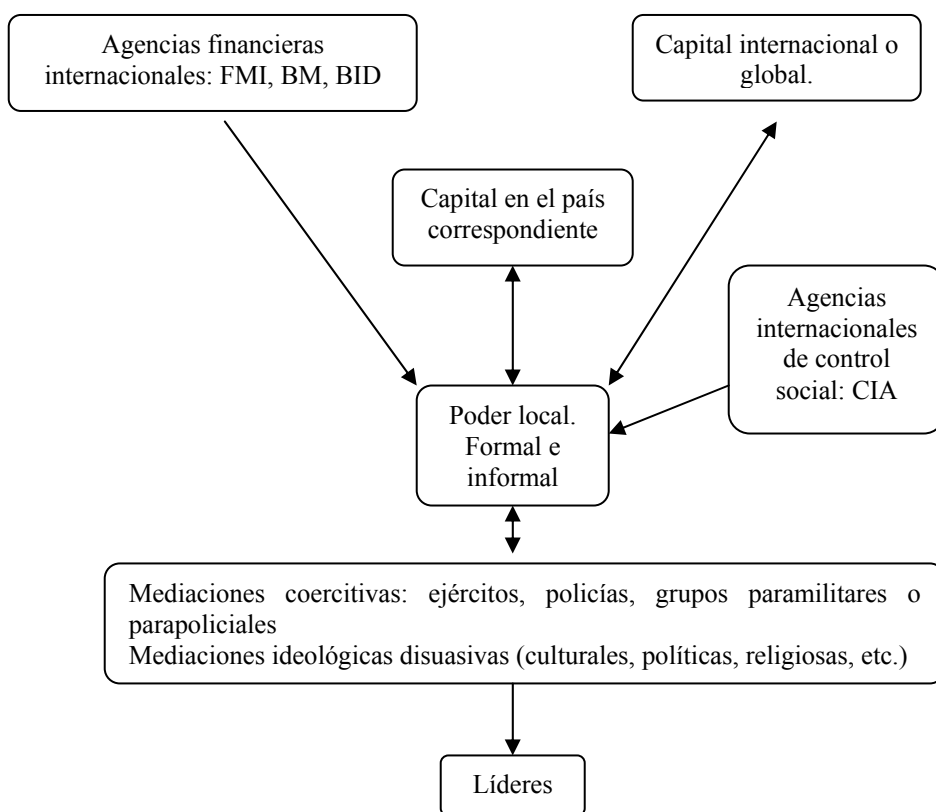 Agencias financieras
internacionales: FMI, BM, BID
Capital internacional o
global.
Capital en el país
correspondiente
Agencias
internacionales
de control
social: CIA
Poder local.
Formal e
informal
Mediaciones coercitivas: ejércitos, policías, grupos paramilitares o
parapoliciales
Mediaciones ideológicas disuasivas (culturales, políticas, religiosas, etc.)
Líderes